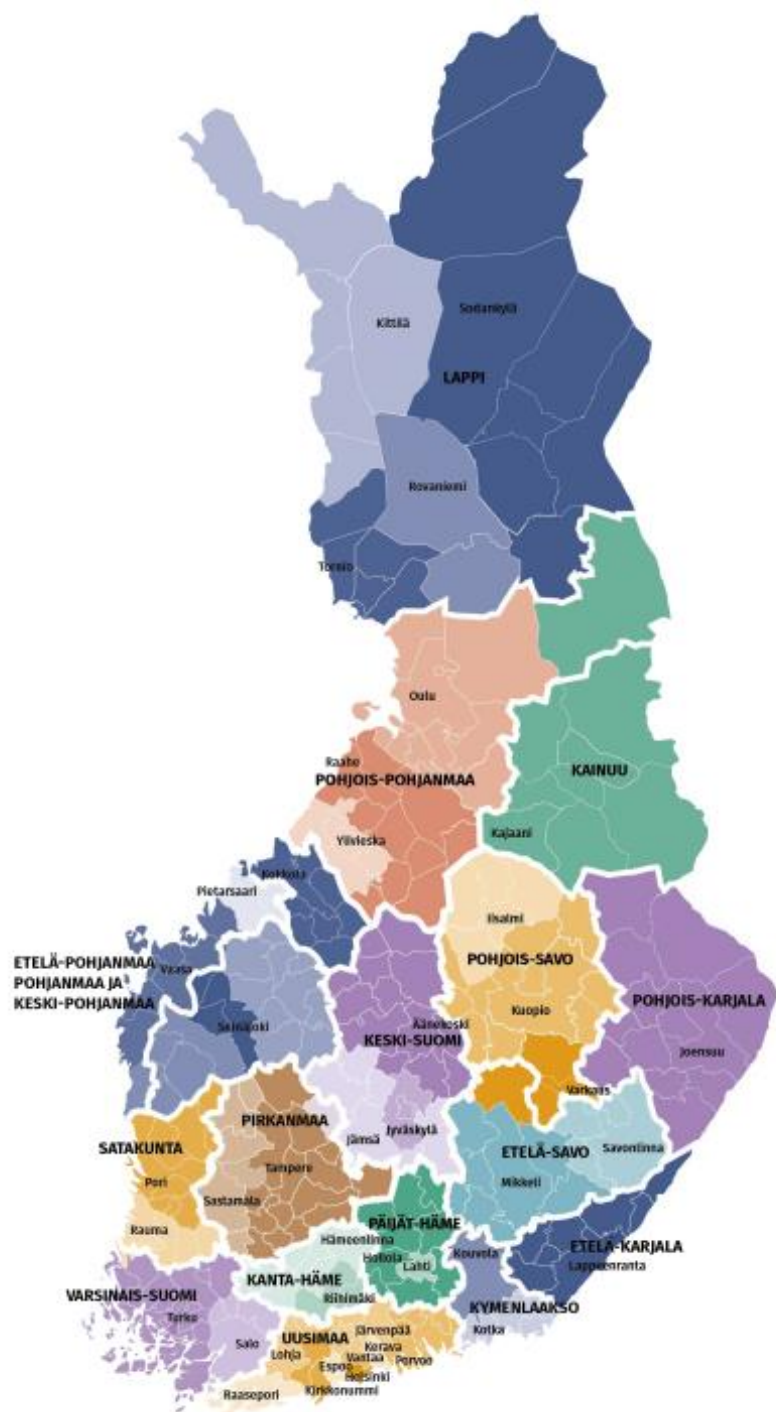 Kittilä
Sodankylä
LAPPI
Rovaniemi
Tornio
Oulu
Raahe
POHJOIS-POHJANMAA
KAINUU
Ylivieska
Kajaani
Kokkola
Pietarsaari
Iisalmi
ETELÄ-POHJANMAA
POHJANMAA JA
KESKI-POHJANMAA
Vaasa
POHJOIS-SAVO
POHJOIS-KARJALA
Kuopio
Seinäjoki
Äänekoski
KESKI-SUOMI
Joensuu
Varkaus
PIRKANMAA
SATAKUNTA
Jämsä
Jyväskylä
ETELÄ-SAVO
Savonlinna
Tampere
Pori
Mikkeli
Sastamala
Rauma
PÄIJÄT-HÄME
Hämeenlinna
Hollola
Kouvola
ETELÄ-KARJALA
Lappeenranta
Lahti
KANTA-HÄME
VARSINAIS-SUOMI
Riihimäki
KYMENLAAKSO
Turku
Järvenpää
Kotka
UUSIMAA
Salo
Kerava
Lohja
Vantaa
Porvoo
Espoo
Helsinki
Raasepori
Kirkkonummi